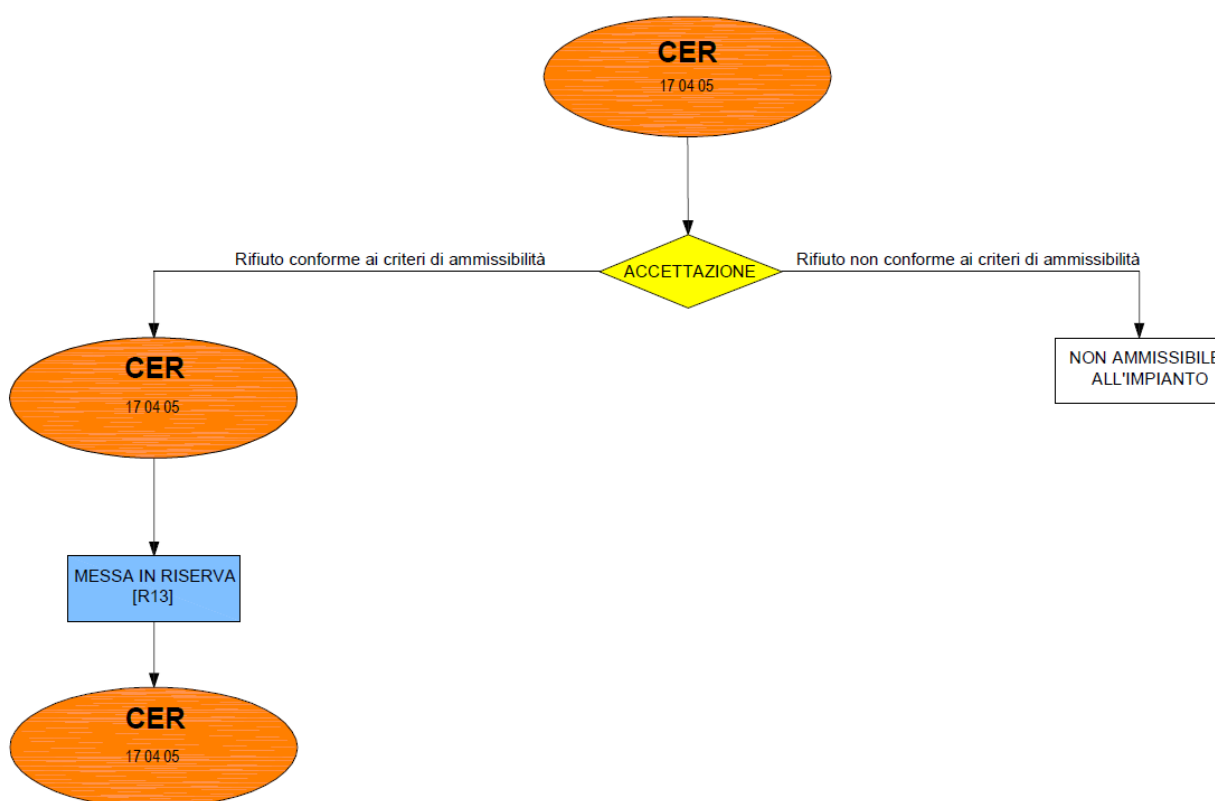 CER
17 04 05
Rifiuto conforme ai criteri di ammissibilità
ACCETTAZIONE
Rifiuto non conforme ai criteri di ammissibilità
CER
17 04 05
NON AMMISSIBILE
ALL'IMPIANTO
MESSA IN RISERVA
[R13]
CER
17 04 05